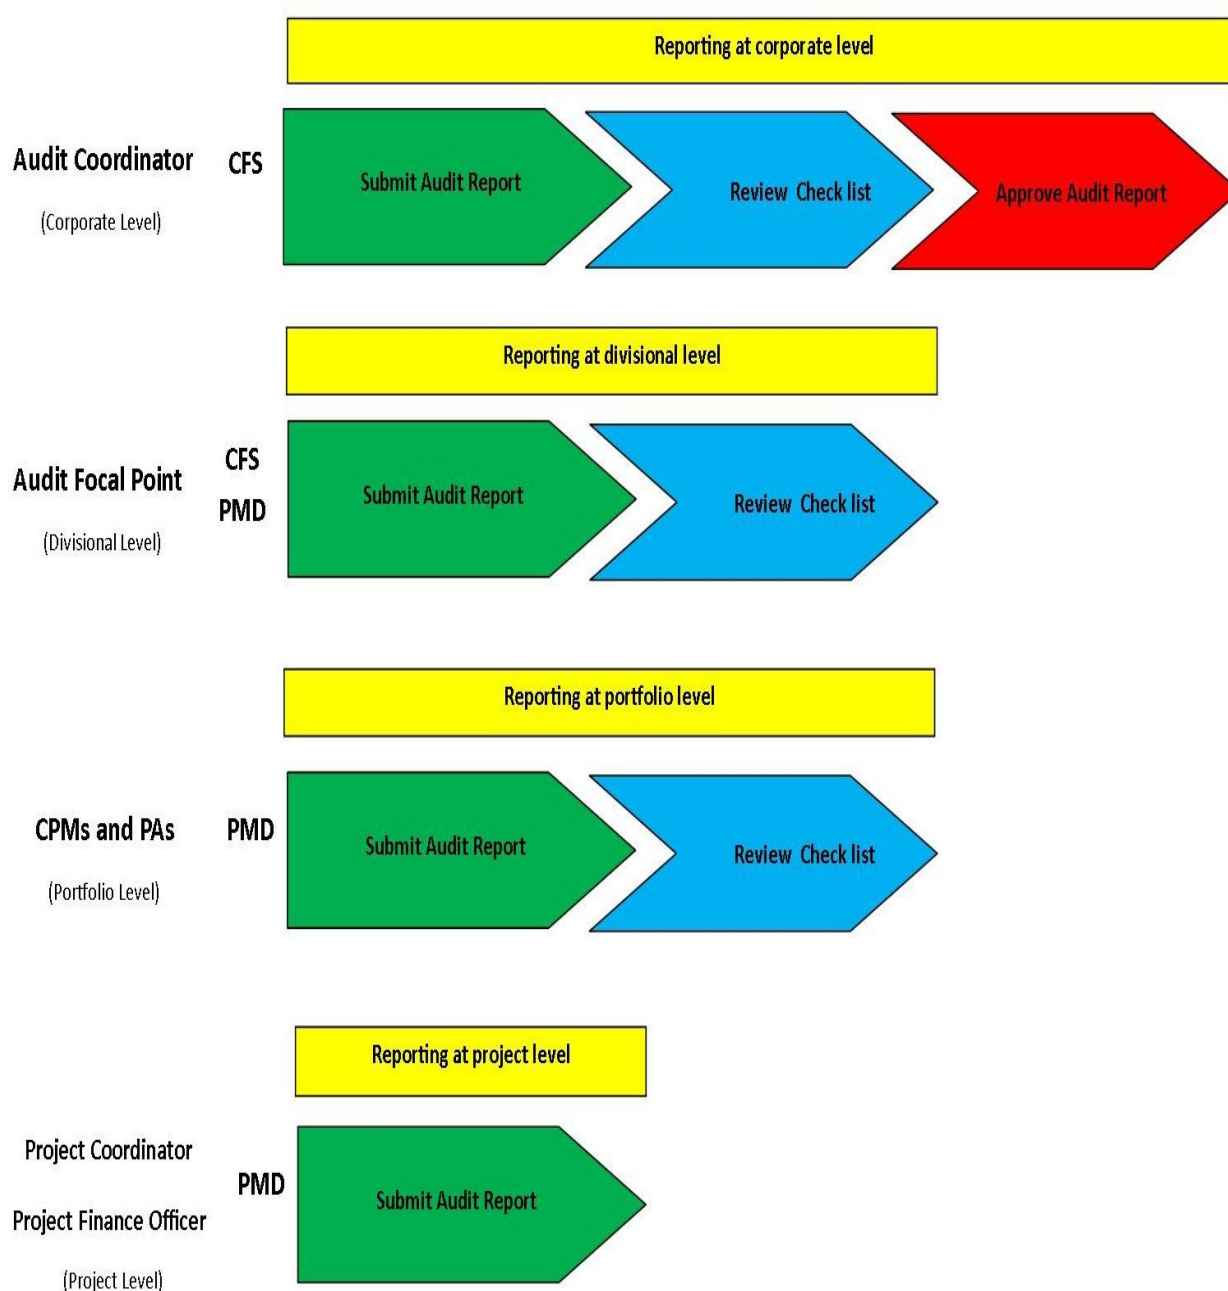 Reporting at corporate level
Audit Coordinator
CFS
(Corporate Level)
Submit Audit Report
Review Check list
Approve Audit Report
Reporting at divisional level
Audit Focal Point
CFS
PMD
(Divisional Level)
Submit Audit Report
Review Check list
Reporting at portfolio level
CPMs and PAs
PMD
(Portfolio Level)
Submit Audit Report
Review Check list
Reporting at project level
Project Coordinator
PMD
Project Finance Officer
(Project Level)
Submit Audit Report